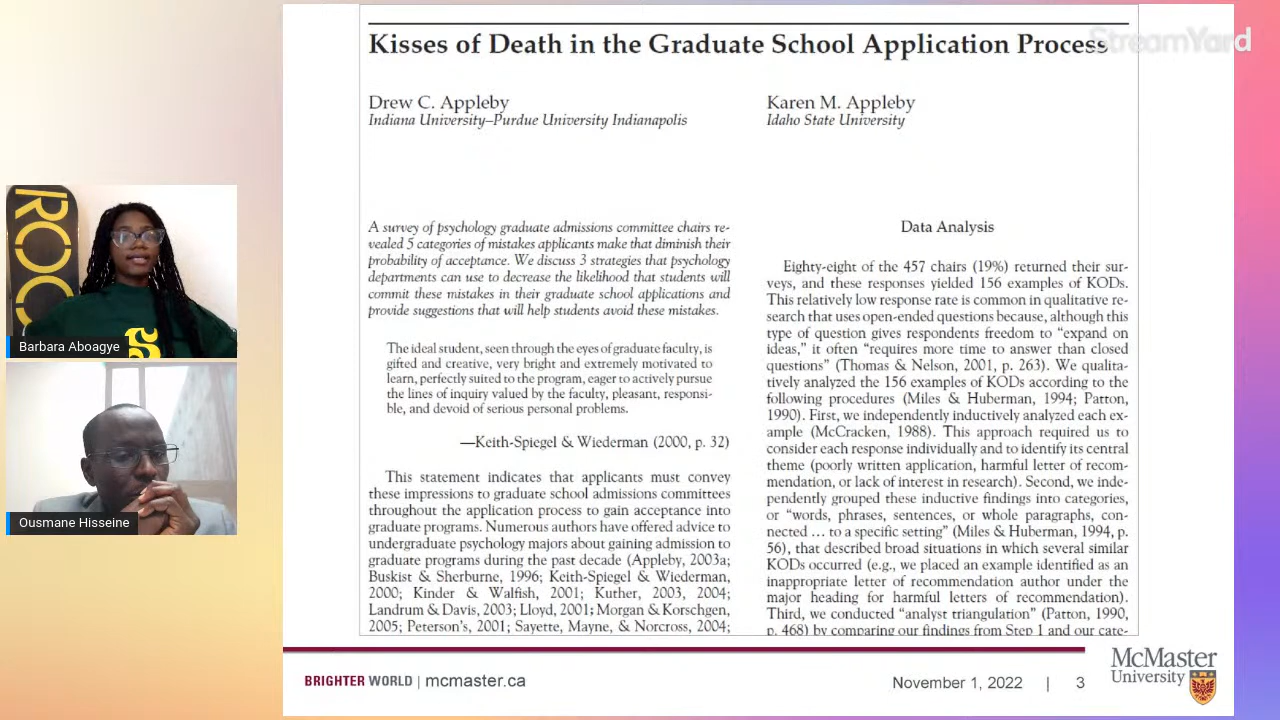 StreamYard
Kisses of Death in the Graduate School Application Process
Drew C. Appleby
Indiana University–Purdue University Indianapolis
Karen M. Appleby
Idaho State University
A survey of psychology graduate admissions committee chairs re-
vealed 5 categories of mistakes applicants make that diminish their
probability of acceptance. We discuss 3 strategies that psychology
departments can use to decrease the likelihood that students will
commit these mistakes in their graduate school applications and
provide suggestions that will help students avoid these mistakes.
The ideal student, seen through the eyes of graduate faculty, is
gifted and creative, very bright and extremely motivated to
learn, perfectly suited to the program, eager to actively pursue
the lines of inquiry valued by the faculty, pleasant, responsi-
ble, and devoid of serious personal problems.
—Keith-Spiegel & Wiederman (2000, p. 32)
This statement indicates that applicants must convey
these impressions to graduate school admissions committees
throughout the application process to gain acceptance into
graduate programs. Numerous authors have offered advice to
undergraduate psychology majors about gaining admission to
graduate programs during the past decade (Appleby, 2003a;
Buskist & Sherburne, 1996; Keith-Spiegel & Wiederman,
2000; Kinder & Walfish, 2001; Kuther, 2003, 2004;
Landrum & Davis, 2003; Lloyd, 2001; Morgan & Korschgen,
2005; Peterson's, 2001; Sayette, Mayne, & Norcross, 2004;
Data Analysis
Eighty-eight of the 457 chairs (19%) returned their sur-
veys, and these responses yielded 156 examples of KODs.
This relatively low response rate is common in qualitative re-
search that uses open-ended questions because, although this
type of question gives respondents freedom to “expand on
ideas,” it often “requires more time to answer than closed
questions” (Thomas & Nelson, 2001, p. 263). We qualita-
tively analyzed the 156 examples of KODs according to the
following procedures (Miles & Huberman, 1994; Patton,
1990). First, we independently inductively analyzed each ex-
ample (McCracken, 1988). This approach required us to
consider each response individually and to identify its central
theme (poorly written application, harmful letter of recom-
mendation, or lack of interest in research). Second, we inde-
pendently grouped these inductive findings into categories,
or “words, phrases, sentences, or whole paragraphs, con-
nected … to a specific setting” (Miles & Huberman, 1994, p.
56), that described broad situations in which several similar
KODs occurred (e.g., we placed an example identified as an
inappropriate letter of recommendation author under the
major heading for harmful letters of recommendation).
Third, we conducted “analyst triangulation” (Patton, 1990,
p. 468) by comparing our findings from Step 1 and our cate-
ROC
Barbara Aboagye
Ousmane Hisseine
BRIGHTER WORLD | mcmaster.ca
November 1, 2022 | 3
McMaster
University